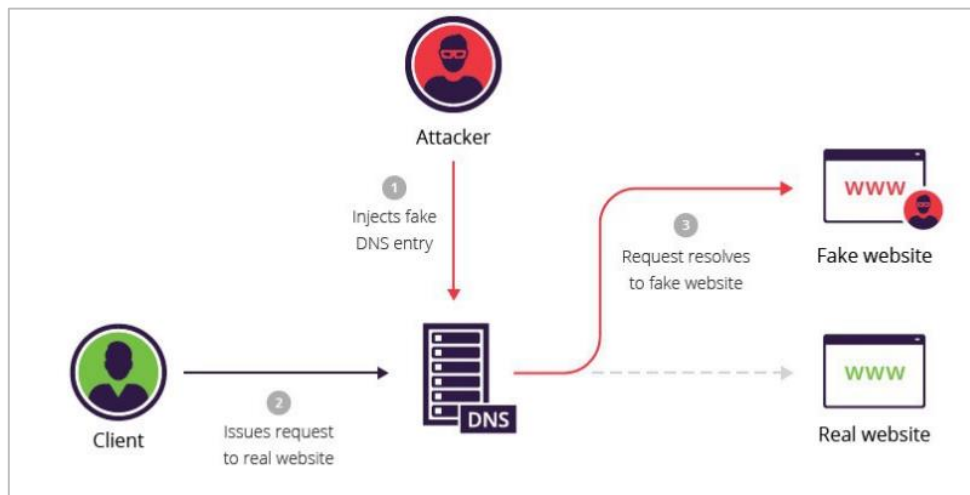 Attacker
1
Injects fake
DNS entry
www
Fake website
3
Request resolves
to fake website
Client
2
Issues request
to real website
DNS
www
Real website